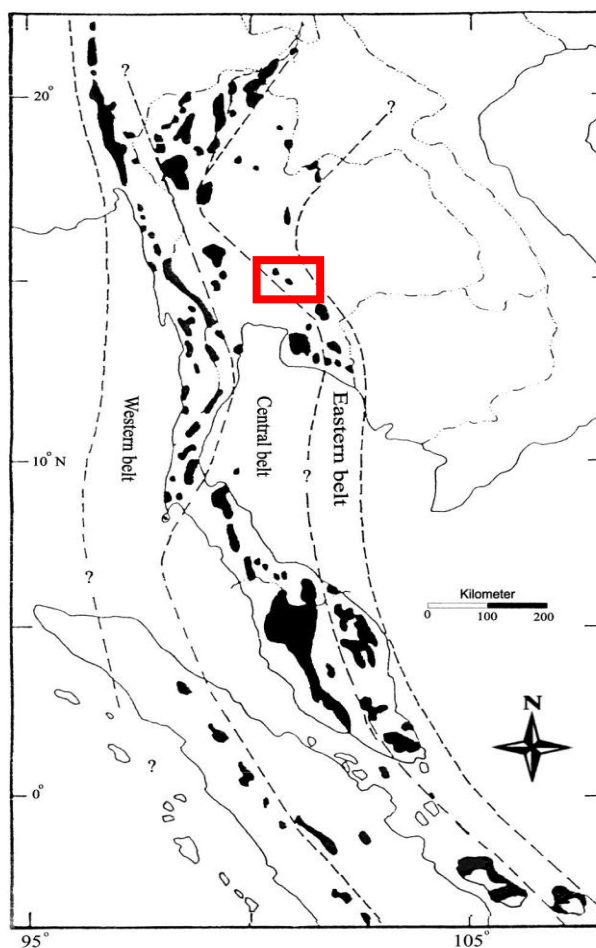 ?
20°
?
Western belt
Central belt
Eastern belt
10° N
?
Kilometer
0 100 200
?
N
?
0°
95°
105°